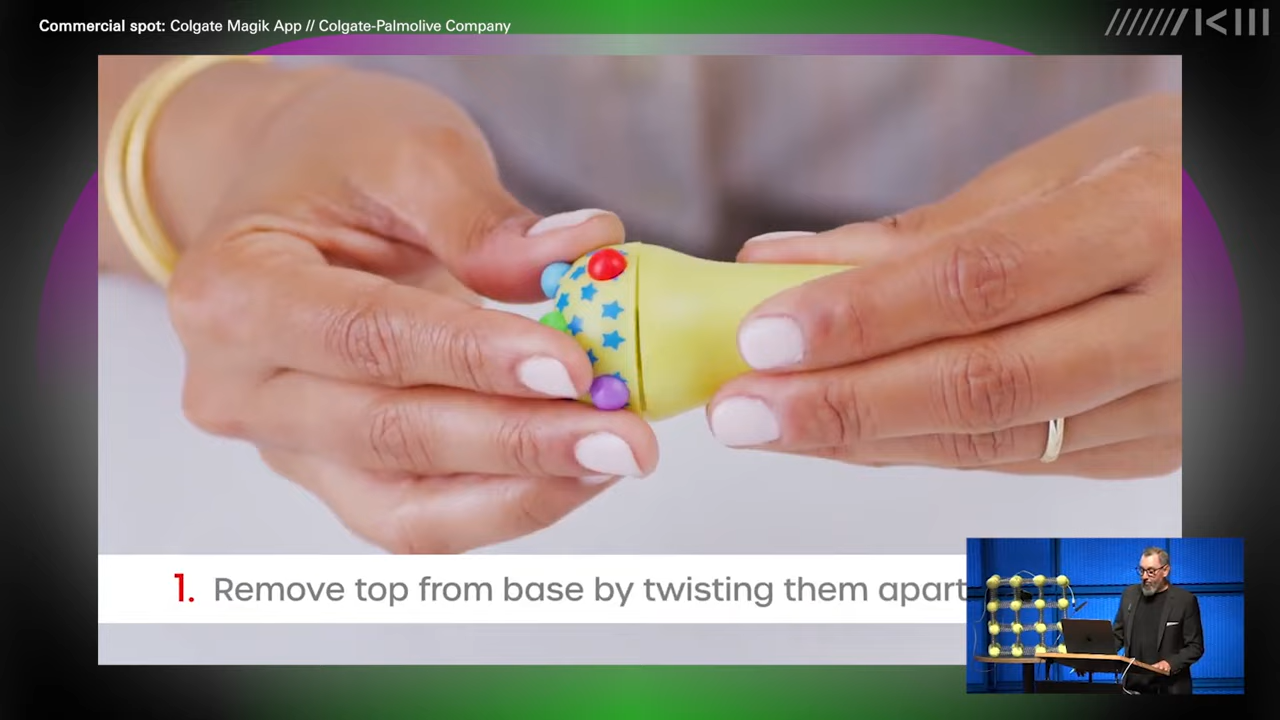 Commercial spot: Colgate Magik App // Colgate-Palmolive Company
1. Remove top from base by twisting them apart